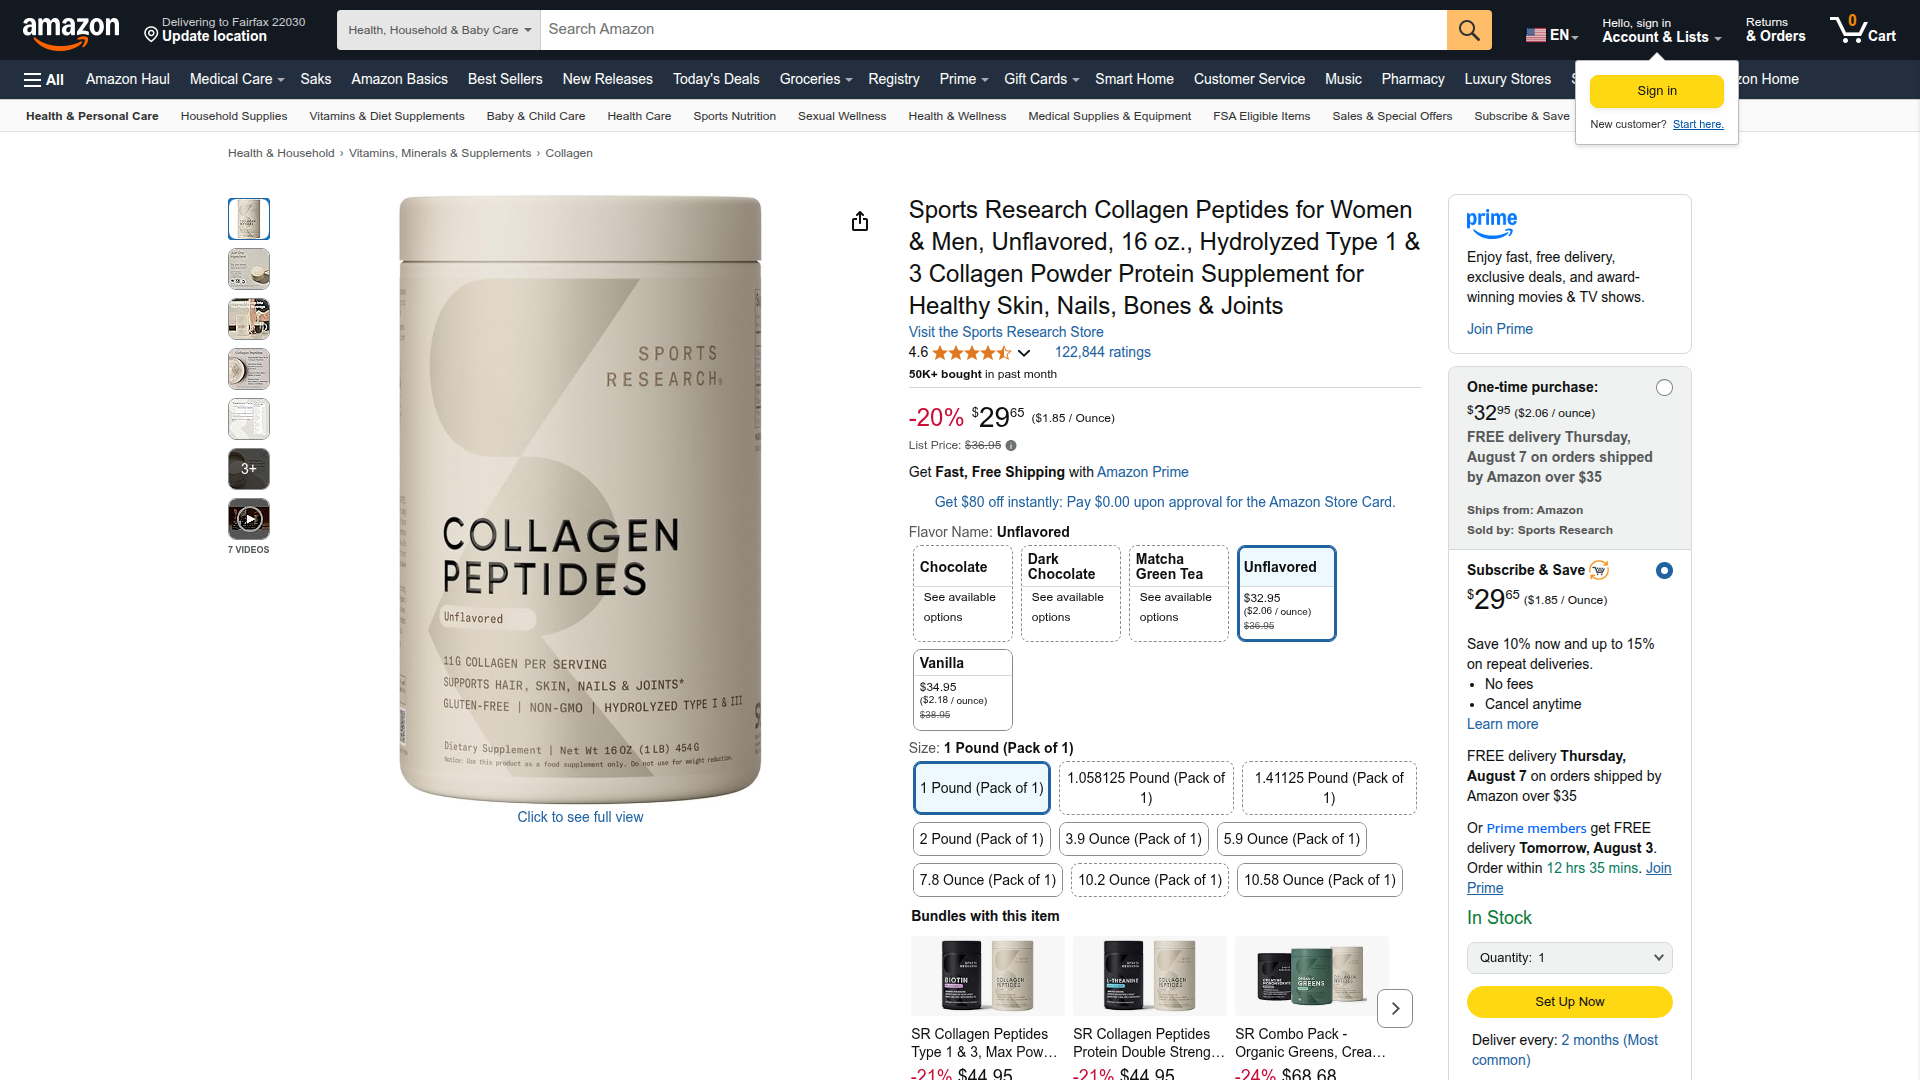 amazon
Delivering to Fairfax 22030
Update location
Health, Household & Baby Care
Search Amazon
EN
Hello, sign in
Account & Lists
Returns
& Orders
0
Cart
All
Amazon Haul
Medical Care
Saks
Amazon Basics
Best Sellers
New Releases
Today's Deals
Groceries
Registry
Prime
Gift Cards
Smart Home
Customer Service
Music
Pharmacy
Luxury Stores
Sign in
New customer? Start here.
Health & Personal Care
Household Supplies
Vitamins & Diet Supplements
Baby & Child Care
Health Care
Sports Nutrition
Sexual Wellness
Health & Wellness
Medical Supplies & Equipment
FSA Eligible Items
Sales & Special Offers
Subscribe & Save
Health & Household › Vitamins, Minerals & Supplements › Collagen
3+
7 VIDEOS
SPORTS
RESEARCH®
COLLAGEN
PEPTIDES
Unflavored
11G COLLAGEN PER SERVING
SUPPORTS HAIR, SKIN, NAILS & JOINTS*
GLUTEN-FREE | NON-GMO | HYDROLYZED TYPE I & III
Dietary Supplement | Net Wt 16 OZ (1 LB) 454 G
Notice: Use this product as a food supplement only. Do not use for weight reduction.
Click to see full view
Sports Research Collagen Peptides for Women
& Men, Unflavored, 16 oz., Hydrolyzed Type 1 &
3 Collagen Powder Protein Supplement for
Healthy Skin, Nails, Bones & Joints
Visit the Sports Research Store
4.6
122,844 ratings
50K+ bought in past month
-20% $2965 ($1.85 / Ounce)
List Price: $36.95
Get Fast, Free Shipping with Amazon Prime
Get $80 off instantly: Pay $0.00 upon approval for the Amazon Store Card.
Flavor Name: Unflavored
Chocolate
See available
options
Dark
Chocolate
See available
options
Matcha
Green Tea
See available
options
Unflavored
$32.95
($2.06 / ounce)
$36.95
Vanilla
$34.95
($2.18 / ounce)
$38.95
Size: 1 Pound (Pack of 1)
1 Pound (Pack of 1)
1.058125 Pound (Pack of
1)
1.41125 Pound (Pack of
1)
2 Pound (Pack of 1)
3.9 Ounce (Pack of 1)
5.9 Ounce (Pack of 1)
7.8 Ounce (Pack of 1)
10.2 Ounce (Pack of 1)
10.58 Ounce (Pack of 1)
Bundles with this item
BIOTIN
COLLAGEN
PEPTIDES
L-THEANINE
COLLAGEN
PEPTIDES
GREENS
SR Collagen Peptides
Type 1 & 3, Max Pow…
-21% $44.95
SR Collagen Peptides
Protein Double Streng…
-21% $44.95
SR Combo Pack -
Organic Greens, Crea…
-24% $68.68
prime
Enjoy fast, free delivery,
exclusive deals, and award-
winning movies & TV shows.
Join Prime
One-time purchase:
$3295 ($2.06 / ounce)
FREE delivery Thursday,
August 7 on orders shipped
by Amazon over $35
Ships from: Amazon
Sold by: Sports Research
Subscribe & Save
$2965 ($1.85 / Ounce)
Save 10% now and up to 15%
on repeat deliveries.
• No fees
• Cancel anytime
Learn more
FREE delivery Thursday,
August 7 on orders shipped by
Amazon over $35
Or Prime members get FREE
delivery Tomorrow, August 3.
Order within 12 hrs 35 mins. Join
Prime
In Stock
Quantity: 1
Set Up Now
Deliver every: 2 months (Most
common)